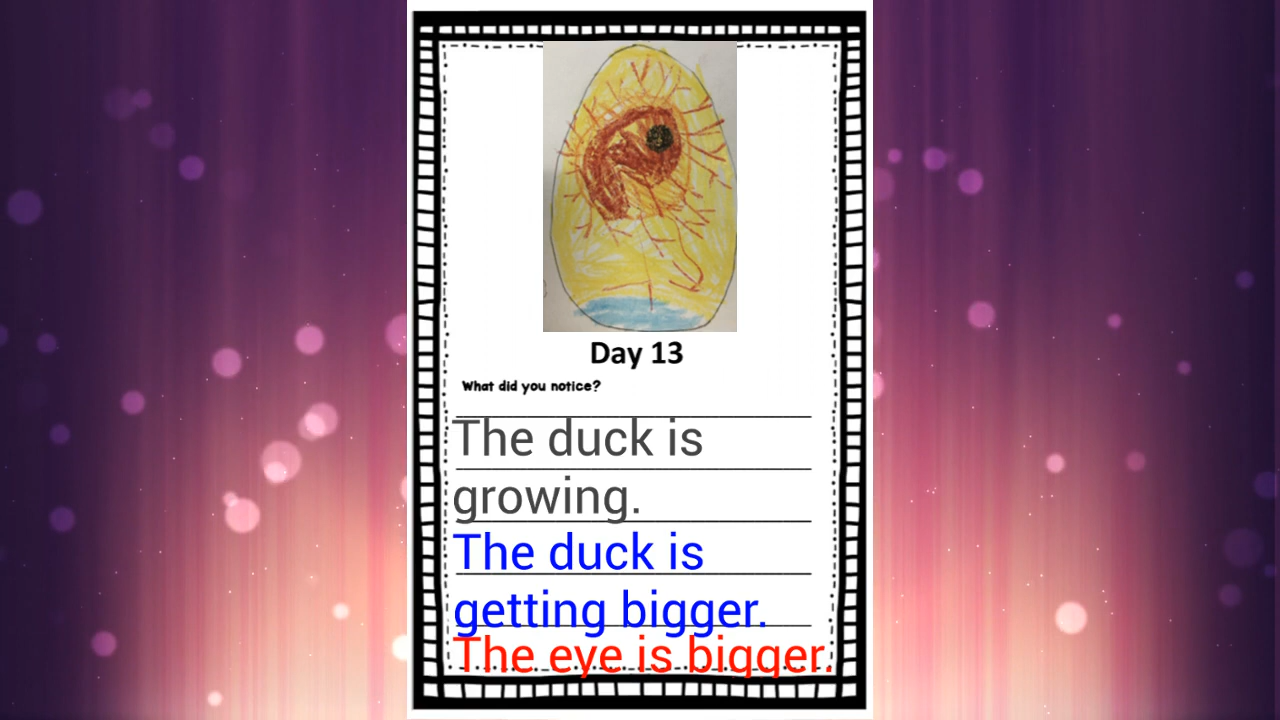 Day 13
What did you notice?
The duck is
growing.
The duck is
getting bigger.
The eye is bigger.